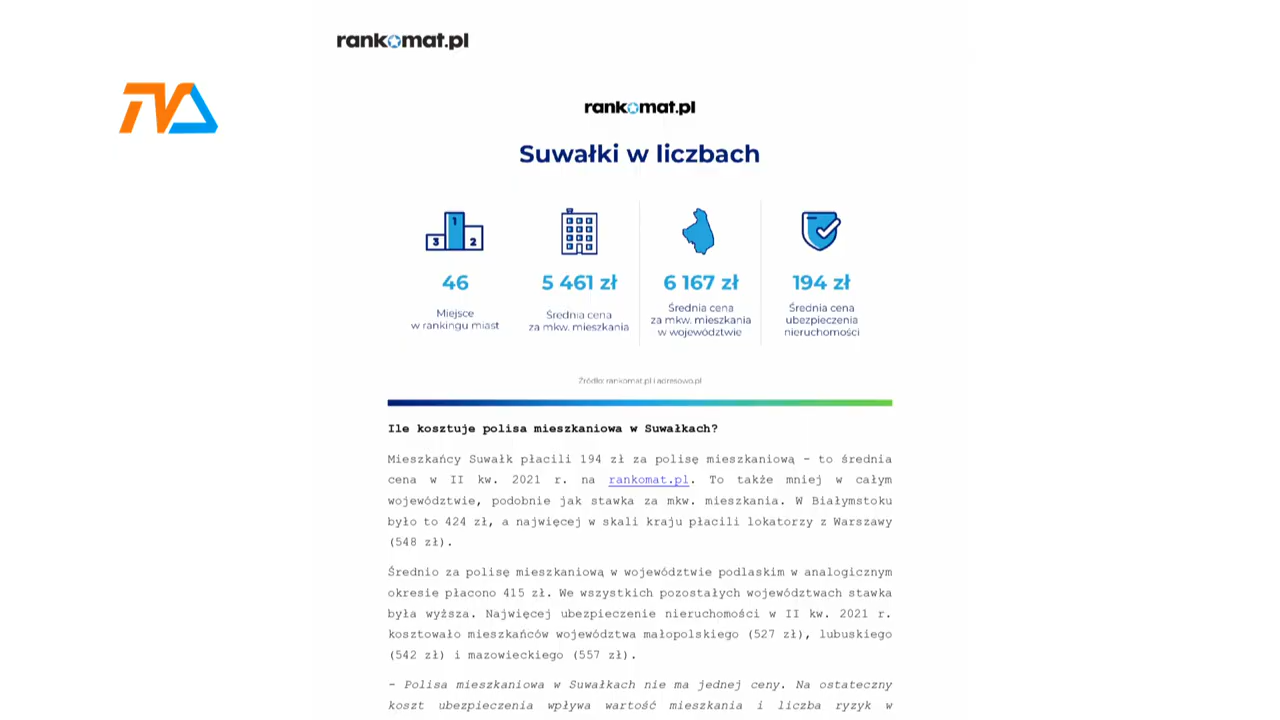 rankomat.pl
TVA
rankomat.pl
Suwałki w liczbach
1
3 2
46
Miejsce
w rankingu miast
5 461 zł
Średnia cena
za mkw. mieszkania
6 167 zł
Średnia cena
za mkw. mieszkania
w województwie
194 zł
Średnia cena
ubezpieczenia
nieruchomości
Źródło: rankomat.pl i adresowo.pl
Ile kosztuje polisa mieszkaniowa w Suwałkach?
Mieszkańcy Suwałk płacili 194 zł za polisę mieszkaniową – to średnia
cena w II kw. 2021 r. na rankomat.pl. To także mniej w całym
województwie, podobnie jak stawka za mkw. mieszkania. W Białymstoku
było to 424 zł, a najwięcej w skali kraju płacili lokatorzy z Warszawy
(548 zł).
Średnio za polisę mieszkaniową w województwie podlaskim w analogicznym
okresie płacono 415 zł. We wszystkich pozostałych województwach stawka
była wyższa. Najwięcej ubezpieczenie nieruchomości w II kw. 2021 r.
kosztowało mieszkańców województwa małopolskiego (527 zł), lubuskiego
(542 zł) i mazowieckiego (557 zł).
– Polisa mieszkaniowa w Suwałkach nie ma jednej ceny. Na ostateczny
koszt ubezpieczenia wpływa wartość mieszkania i liczba ryzyk w